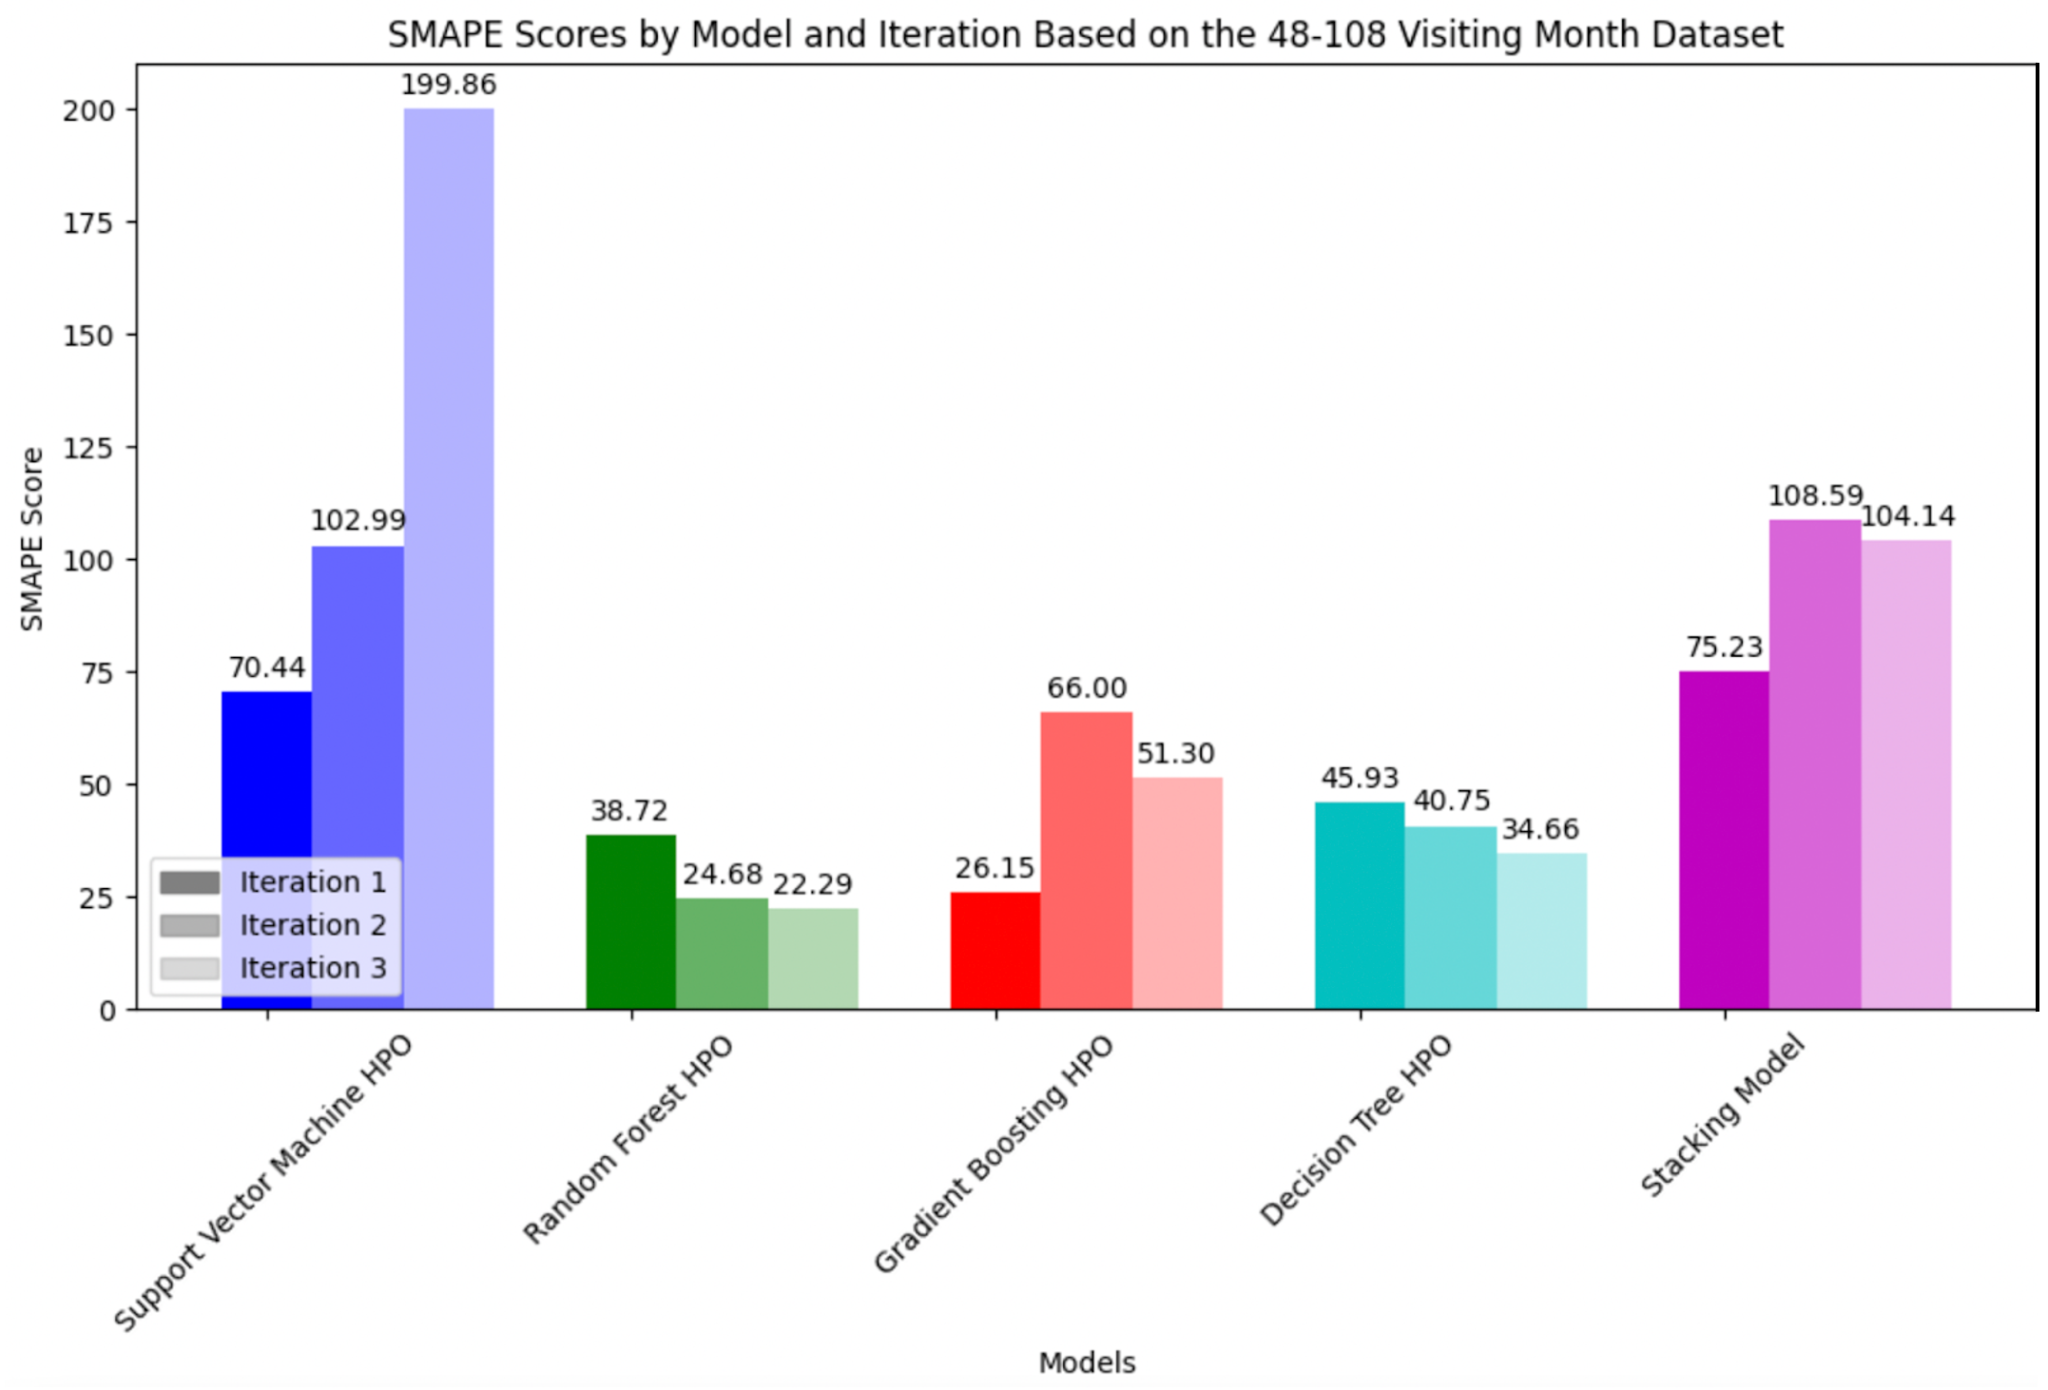 SMAPE Scores by Model and Iteration Based on the 48-108 Visiting Month Dataset
SMAPE Score
200
175
150
125
100
75
50
25
0
70.44
102.99
199.86
38.72
24.68
22.29
26.15
66.00
51.30
45.93
40.75
34.66
75.23
108.59
104.14
Iteration 1
Iteration 2
Iteration 3
Support Vector Machine HPO
Random Forest HPO
Gradient Boosting HPO
Decision Tree HPO
Stacking Model
Models